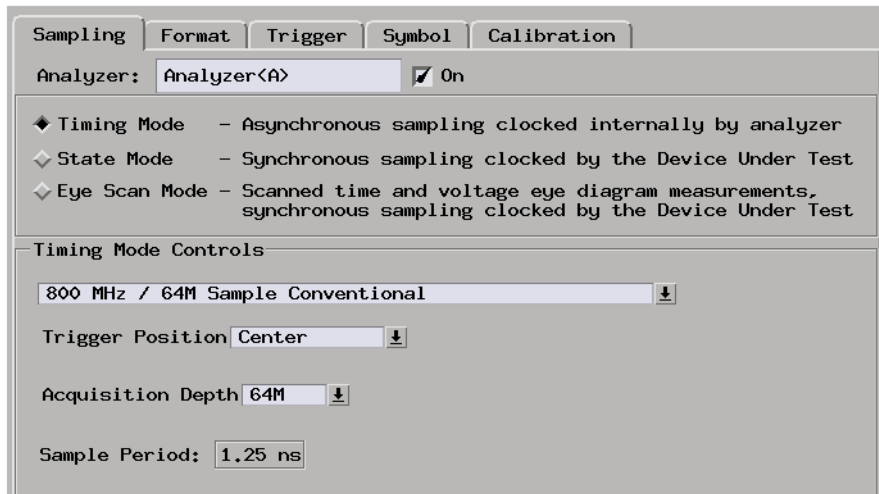 Sampling Format Trigger Symbol Calibration
Analyzer: Analyzer<A> On
Timing Mode - Asynchronous sampling clocked internally by analyzer
State Mode - Synchronous sampling clocked by the Device Under Test
Eye Scan Mode - Scanned time and voltage eye diagram measurements,
synchronous sampling clocked by the Device Under Test
Timing Mode Controls
800 MHz / 64M Sample Conventional
Trigger Position Center
Acquisition Depth 64M
Sample Period: 1.25 ns